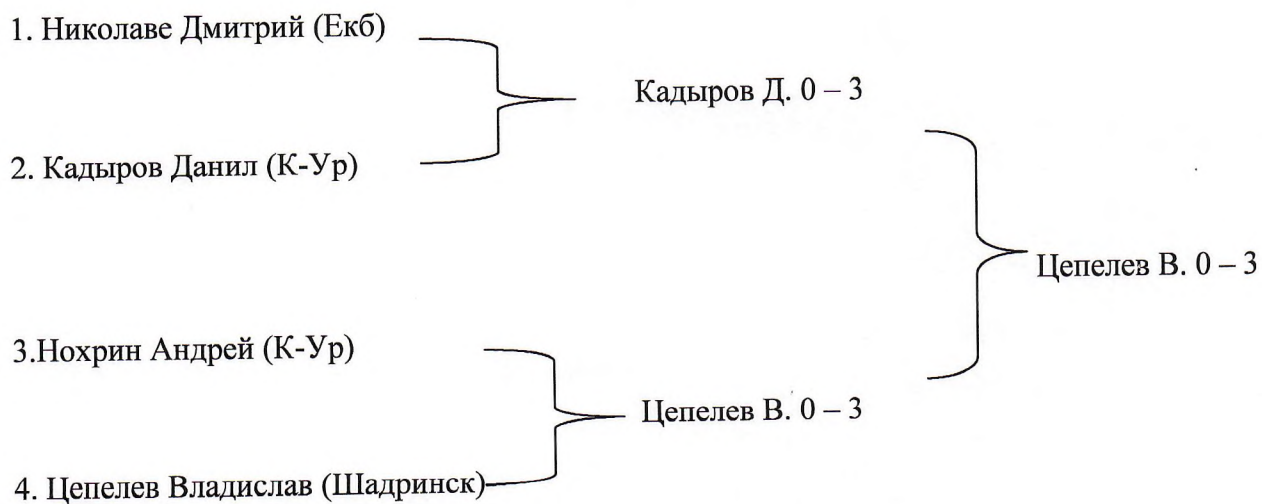 1. Николаве Дмитрий (Екб)
Кадыров Д. 0 – 3
2. Кадыров Данил (К-Ур)
Цепелев В. 0 – 3
3.Нохрин Андрей (К-Ур)
Цепелев В. 0 – 3
4. Цепелев Владислав (Шадринск)